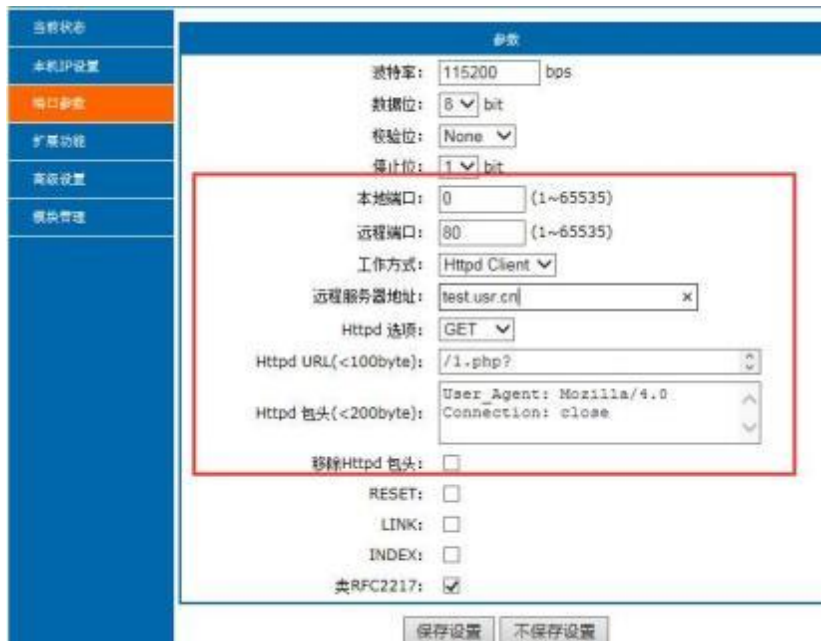 当前状态
本机IP设置
端口参数
扩展功能
高级设置
模块管理
参数
波特率： 115200 bps
数据位： 8 bit
校验位： None
停止位： 1 bit
本地端口： 0 (1~65535)
远程端口： 80 (1~65535)
工作方式： Httpd Client
远程服务器地址： test.usr.cn ×
Httpd 选项： GET
Httpd URL(<100byte)： /1.php?
Httpd 包头(<200byte)： User_Agent: Mozilla/4.0
Connection: close
移除Httpd 包头：
RESET：
LINK：
INDEX：
类RFC2217：
保存设置 不保存设置